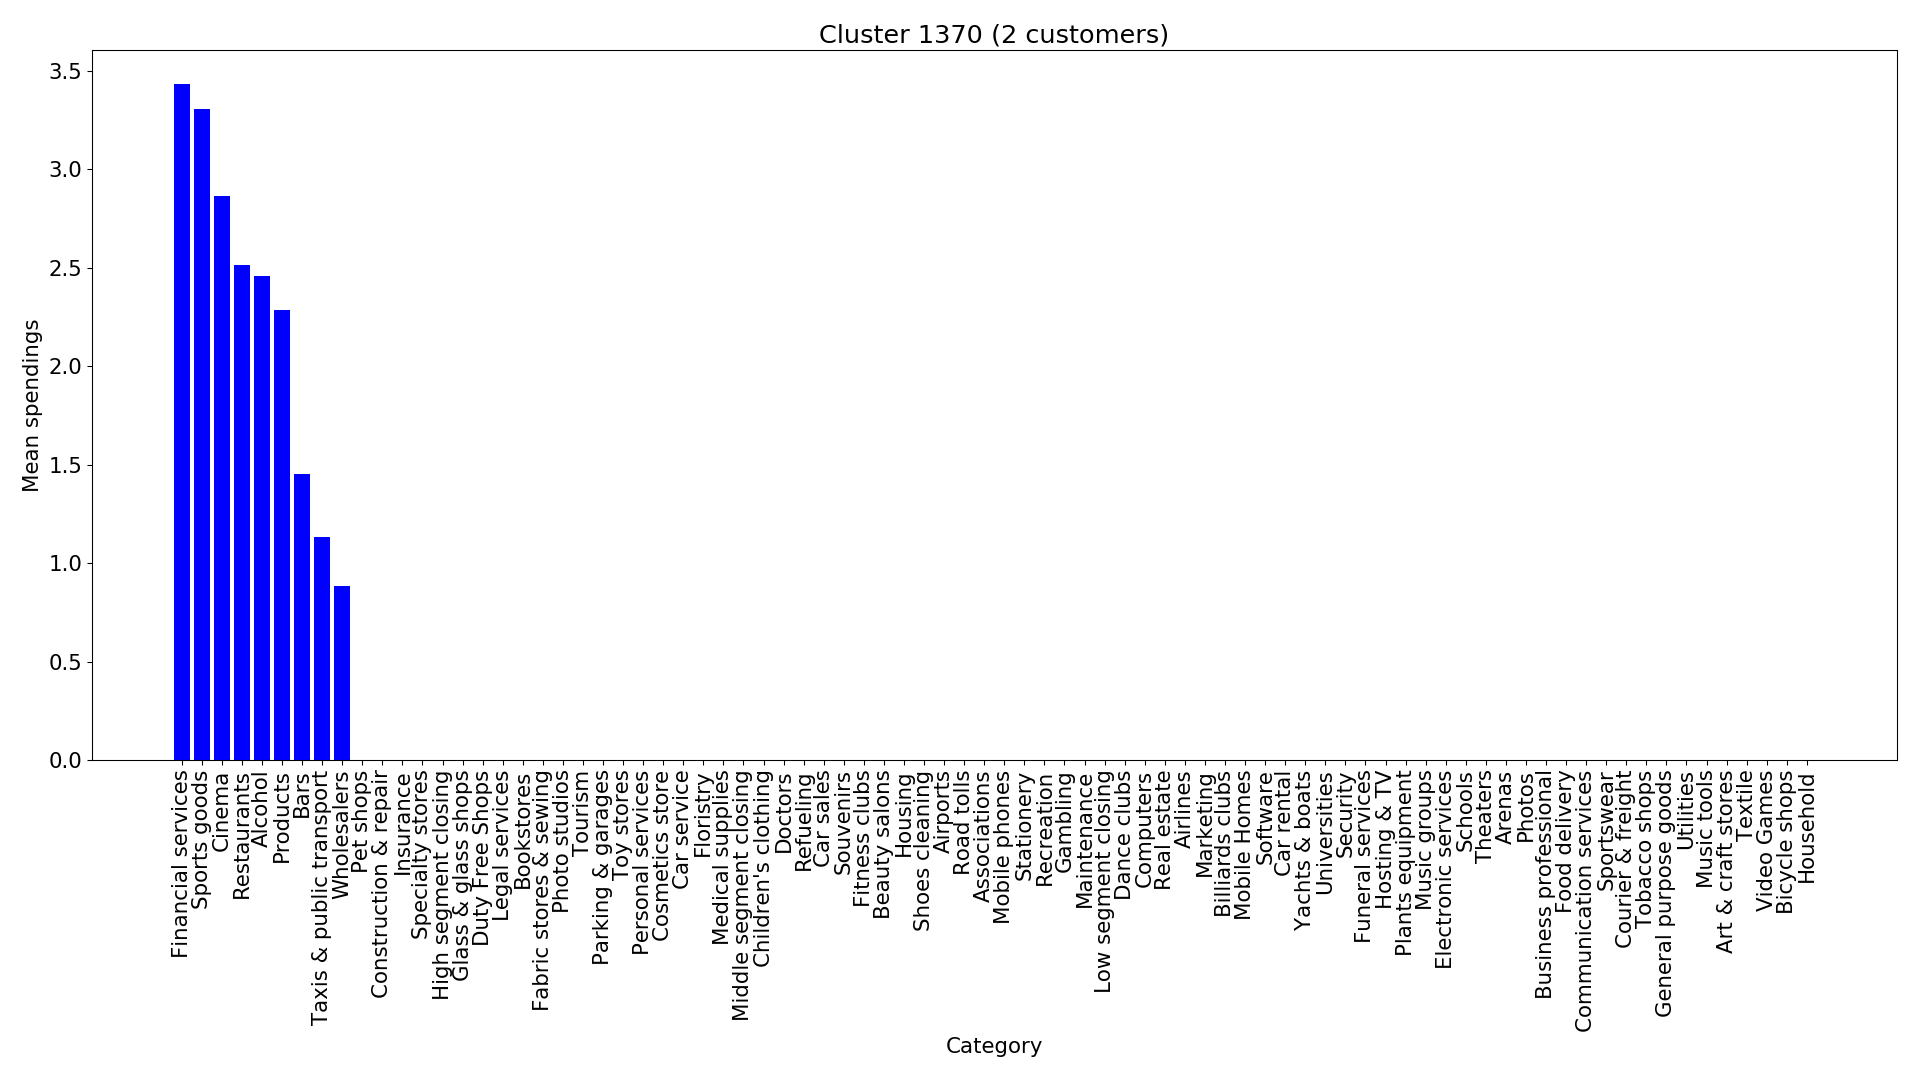 Cluster 1370 (2 customers)
3.5
3.0
2.5
2.0
1.5
1.0
0.5
0.0
Mean spendings
Financial services
Sports goods
Cinema
Restaurants
Alcohol
Products
Bars
Taxis & public transport
Wholesalers
Pet shops
Construction & repair
Insurance
Specialty stores
High segment closing
Glass & glass shops
Duty Free Shops
Legal services
Bookstores
Fabric stores & sewing
Photo studios
Tourism
Parking & garages
Toy stores
Personal services
Cosmetics store
Car service
Floristry
Medical supplies
Middle segment closing
Children's clothing
Doctors
Refueling
Car sales
Souvenirs
Fitness clubs
Beauty salons
Housing
Shoes cleaning
Airports
Road tolls
Associations
Mobile phones
Stationery
Recreation
Gambling
Maintenance
Low segment closing
Dance clubs
Computers
Real estate
Airlines
Marketing
Billiards clubs
Mobile Homes
Software
Car rental
Yachts & boats
Universities
Security
Funeral services
Hosting & TV
Plants equipment
Music groups
Electronic services
Schools
Theaters
Arenas
Photos
Business professional
Food delivery
Communication services
Sportswear
Courier & freight
Tobacco shops
General purpose goods
Utilities
Music tools
Art & craft stores
Textile
Video Games
Bicycle shops
Household
Category